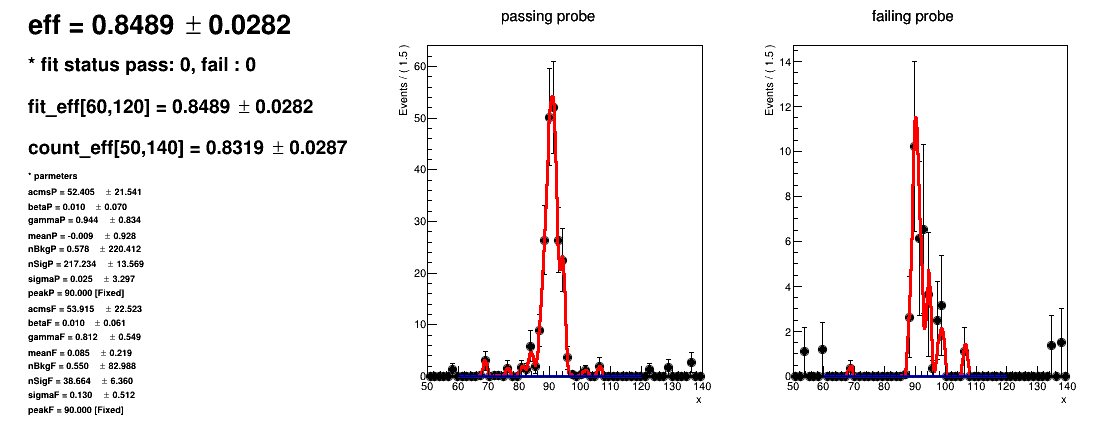 eff = 0.8489 ± 0.0282
* fit status pass: 0, fail : 0
fit_eff[60,120] = 0.8489 ± 0.0282
count_eff[50,140] = 0.8319 ± 0.0287
* parmeters
acmsP = 52.405 ± 21.541
betaP = 0.010 ± 0.070
gammaP = 0.944 ± 0.834
meanP = -0.009 ± 0.928
nBkgP = 0.578 ± 220.412
nSigP = 217.234 ± 13.569
sigmaP = 0.025 ± 3.297
peakP = 90.000 [Fixed]
acmsF = 53.915 ± 22.523
betaF = 0.010 ± 0.061
gammaF = 0.812 ± 0.549
meanF = 0.085 ± 0.219
nBkgF = 0.550 ± 82.988
nSigF = 38.664 ± 6.360
sigmaF = 0.130 ± 0.512
peakF = 90.000 [Fixed]
passing probe
Events / ( 1.5 )
60
50
40
30
20
10
0
50 60 70 80 90 100 110 120 130 140
x
failing probe
Events / ( 1.5 )
14
12
10
8
6
4
2
0
50 60 70 80 90 100 110 120 130 140
x